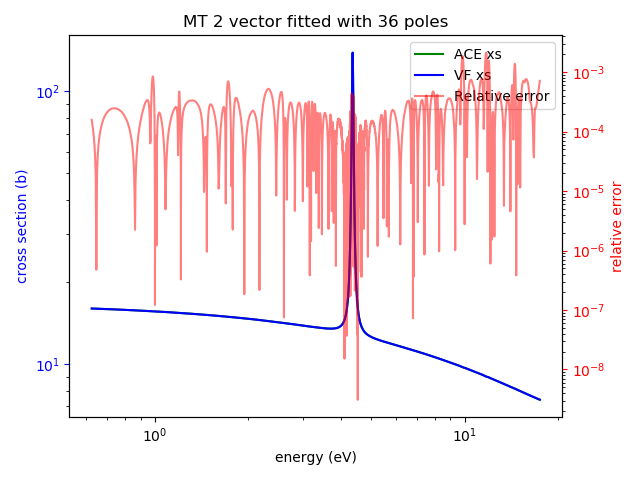 MT 2 vector fitted with 36 poles
ACE xs
VF xs
Relative error
cross section (b)
10²
10¹
10⁰
10¹
energy (eV)
10⁻³
10⁻⁴
10⁻⁵
10⁻⁶
10⁻⁷
10⁻⁸
relative error